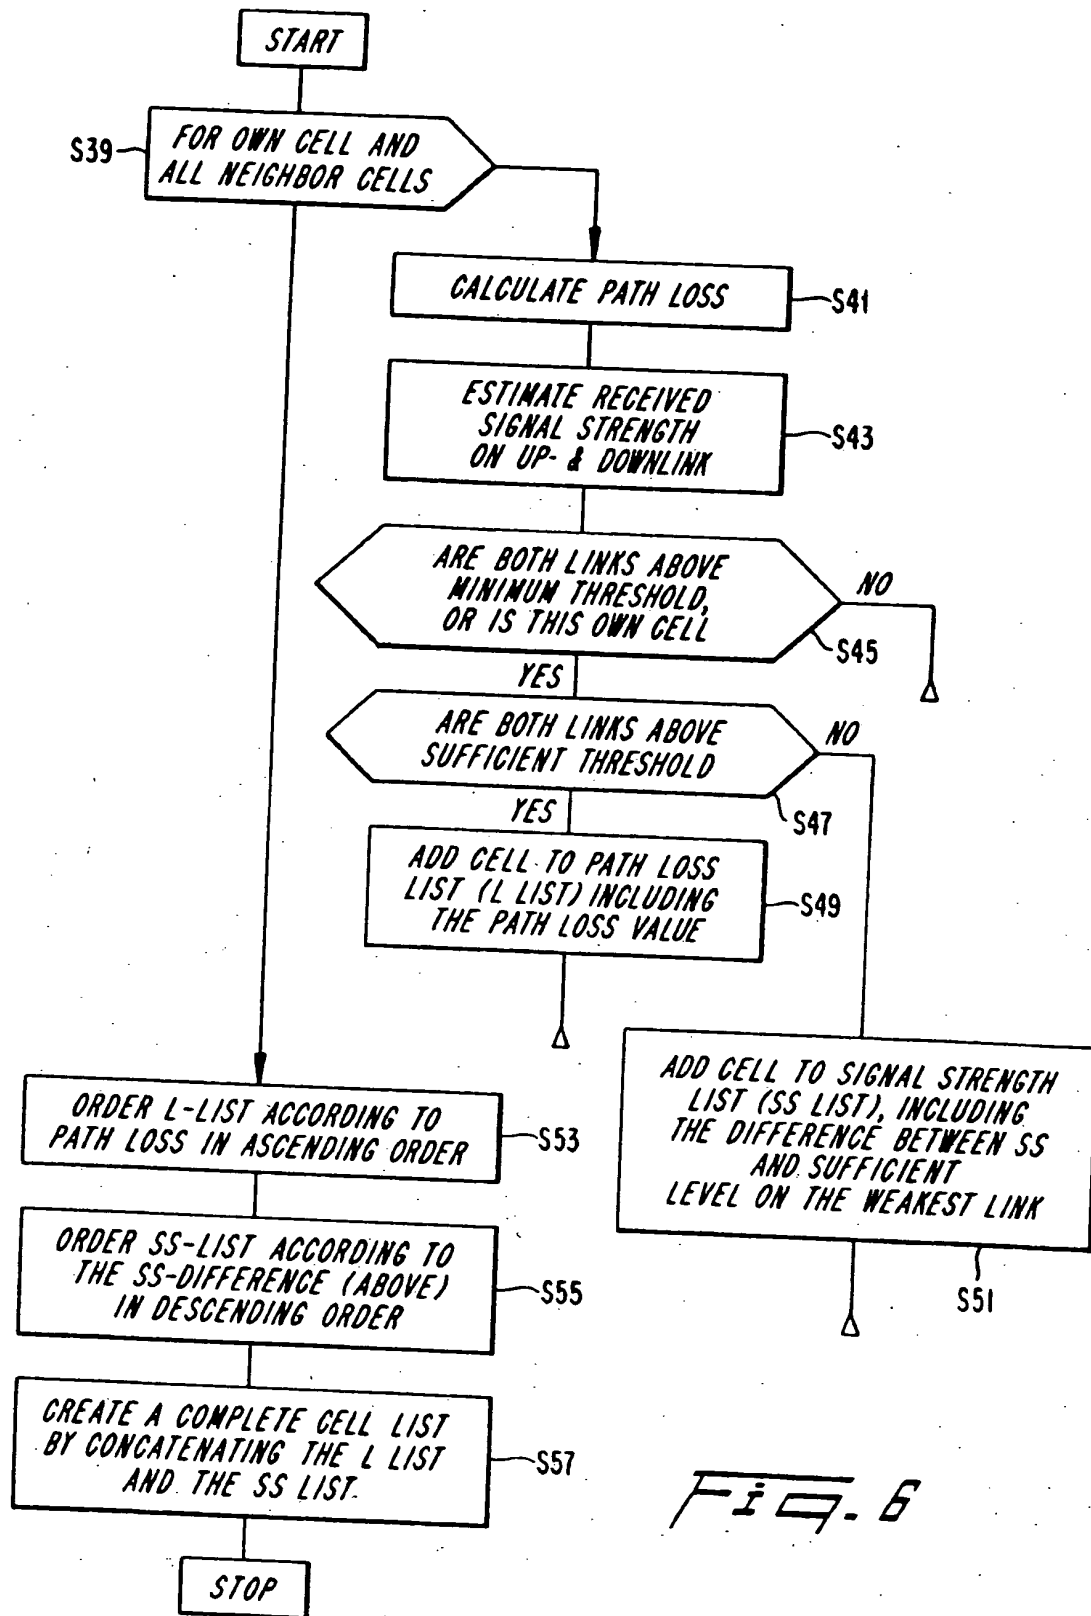 START
S39
FOR OWN CELL AND
ALL NEIGHBOR CELLS
CALCULATE PATH LOSS
S41
ESTIMATE RECEIVED
SIGNAL STRENGTH
ON UP- & DOWNLINK
S43
ARE BOTH LINKS ABOVE
MINIMUM THRESHOLD,
OR IS THIS OWN CELL
NO
S45
YES
ARE BOTH LINKS ABOVE
SUFFICIENT THRESHOLD
NO
S47
YES
ADD CELL TO PATH LOSS
LIST (L LIST) INCLUDING
THE PATH LOSS VALUE
S49
ADD CELL TO SIGNAL STRENGTH
LIST (SS LIST), INCLUDING
THE DIFFERENCE BETWEEN SS
AND SUFFICIENT
LEVEL ON THE WEAKEST LINK
S51
ORDER L-LIST ACCORDING TO
PATH LOSS IN ASCENDING ORDER
S53
ORDER SS-LIST ACCORDING TO
THE SS-DIFFERENCE (ABOVE)
IN DESCENDING ORDER
S55
CREATE A COMPLETE CELL LIST
BY CONCATENATING THE L LIST
AND THE SS LIST.
S57
STOP
Fig. 6